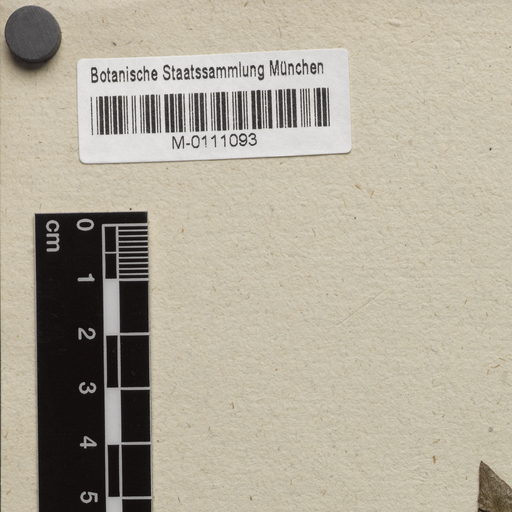 Botanische Staatssammlung München
M-0111093
cm
0
1
2
3
4
5